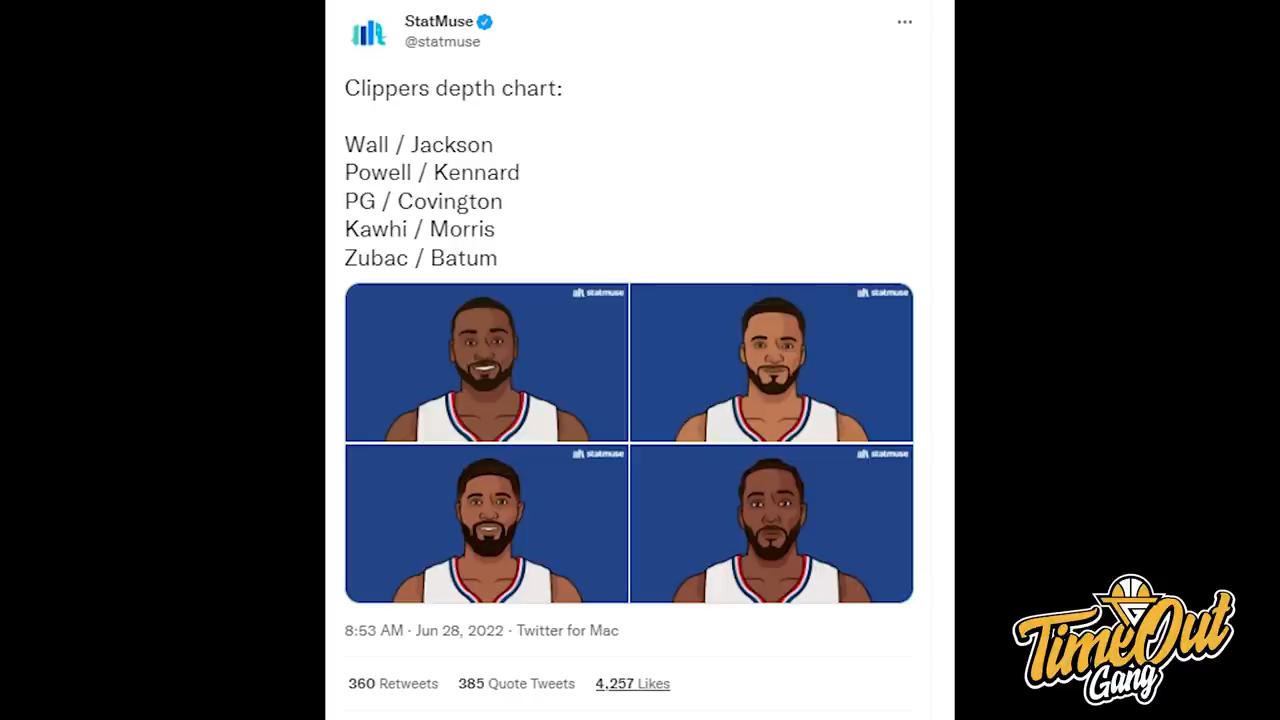 StatMuse
@statmuse
Clippers depth chart:
Wall / Jackson
Powell / Kennard
PG / Covington
Kawhi / Morris
Zubac / Batum
statmuse
statmuse
statmuse
statmuse
8:53 AM · Jun 28, 2022 · Twitter for Mac
360 Retweets 385 Quote Tweets 4,257 Likes
TimeOut
Gang